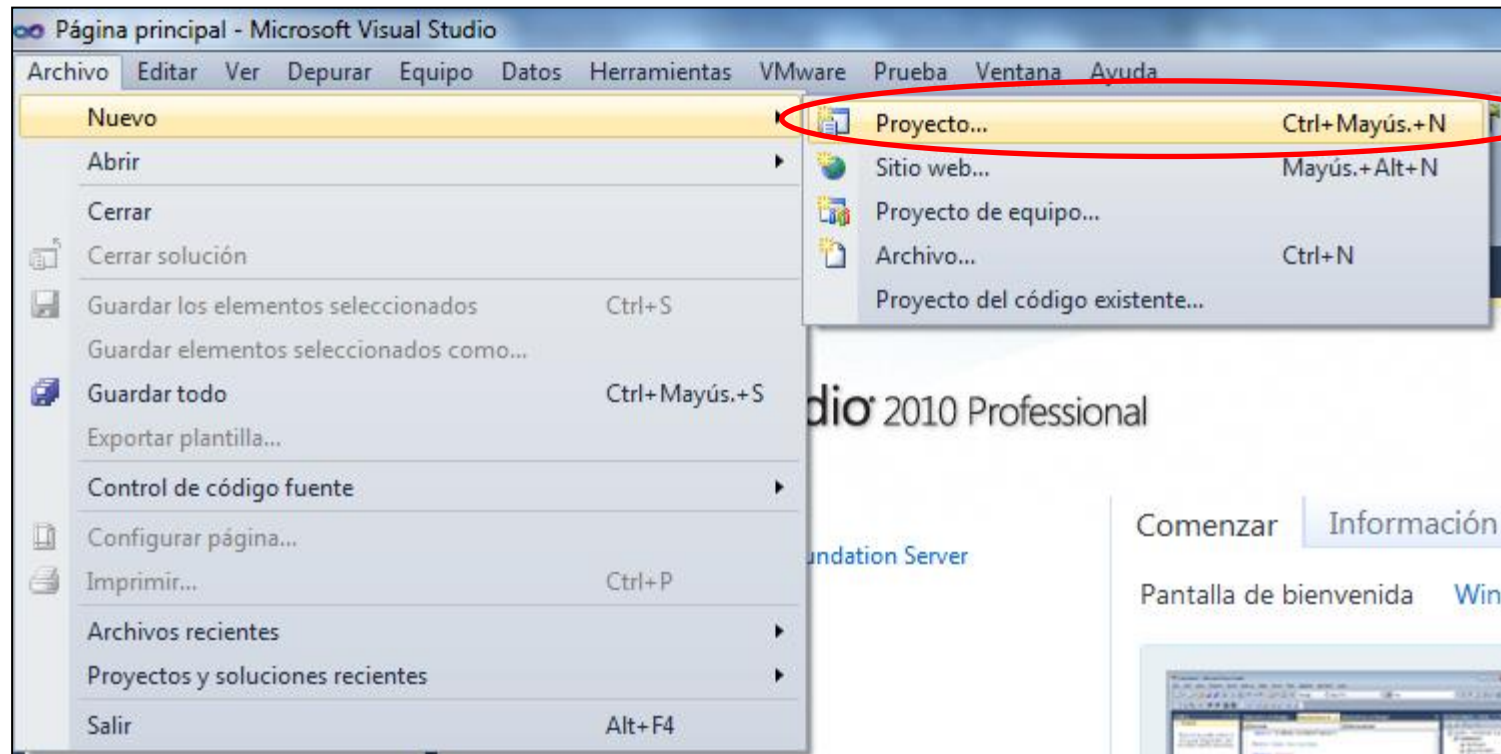 Página principal - Microsoft Visual Studio
Archivo Editar Ver Depurar Equipo Datos Herramientas VMware Prueba Ventana Ayuda
Nuevo
Abrir
Cerrar
Cerrar solución
Guardar los elementos seleccionados Ctrl+S
Guardar elementos seleccionados como...
Guardar todo Ctrl+Mayús.+S
Exportar plantilla...
Control de código fuente
Configurar página...
Imprimir... Ctrl+P
Archivos recientes
Proyectos y soluciones recientes
Salir Alt+F4
Proyecto... Ctrl+Mayús.+N
Sitio web... Mayús.+Alt+N
Proyecto de equipo...
Archivo... Ctrl+N
Proyecto del código existente...
dio 2010 Professional
undation Server
Comenzar Información
Pantalla de bienvenida Win